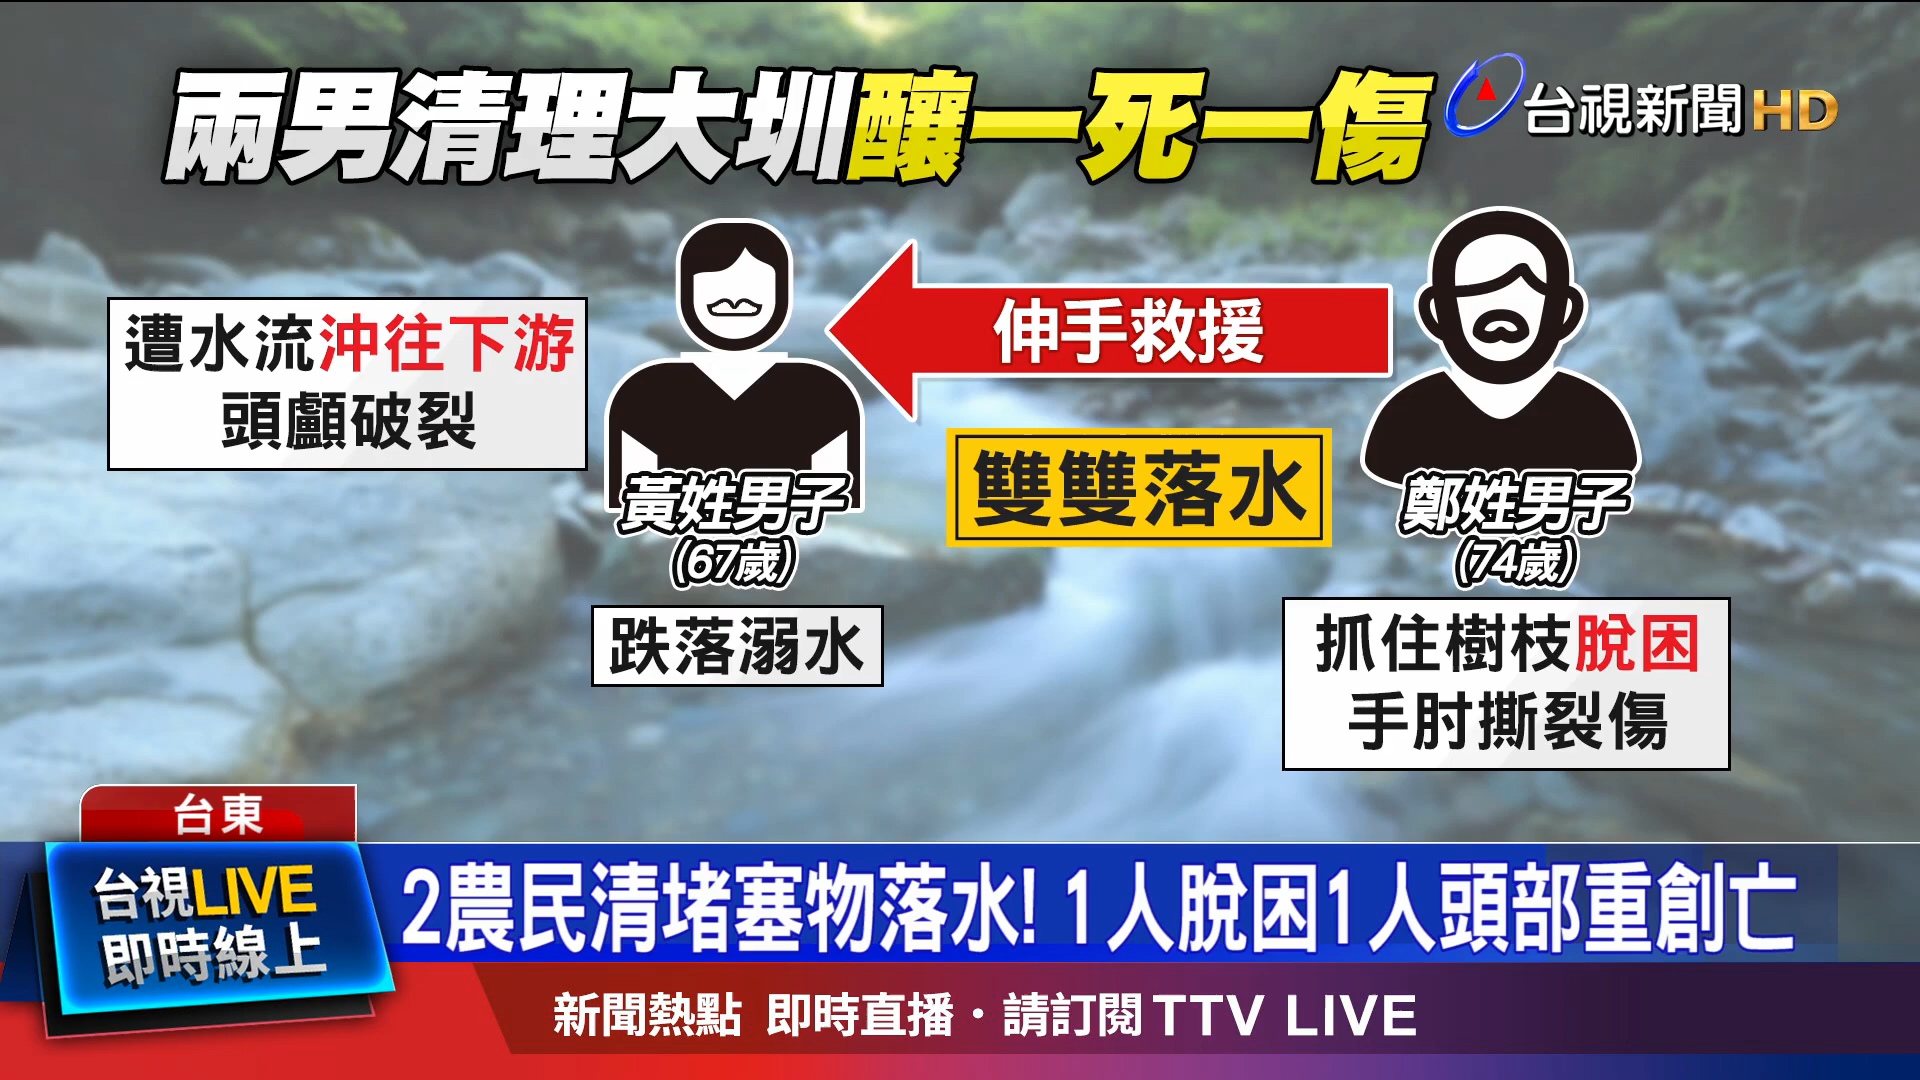 兩男清理大圳釀一死一傷
台視新聞HD
遭水流沖往下游
頭顱破裂
伸手救援
雙雙落水
黃姓男子
(67歲)
鄭姓男子
(74歲)
跌落溺水
抓住樹枝脫困
手肘撕裂傷
台東
台視LIVE
即時線上
2農民清堵塞物落水! 1人脫困1人頭部重創亡
新聞熱點 即時直播・請訂閱TTV LIVE